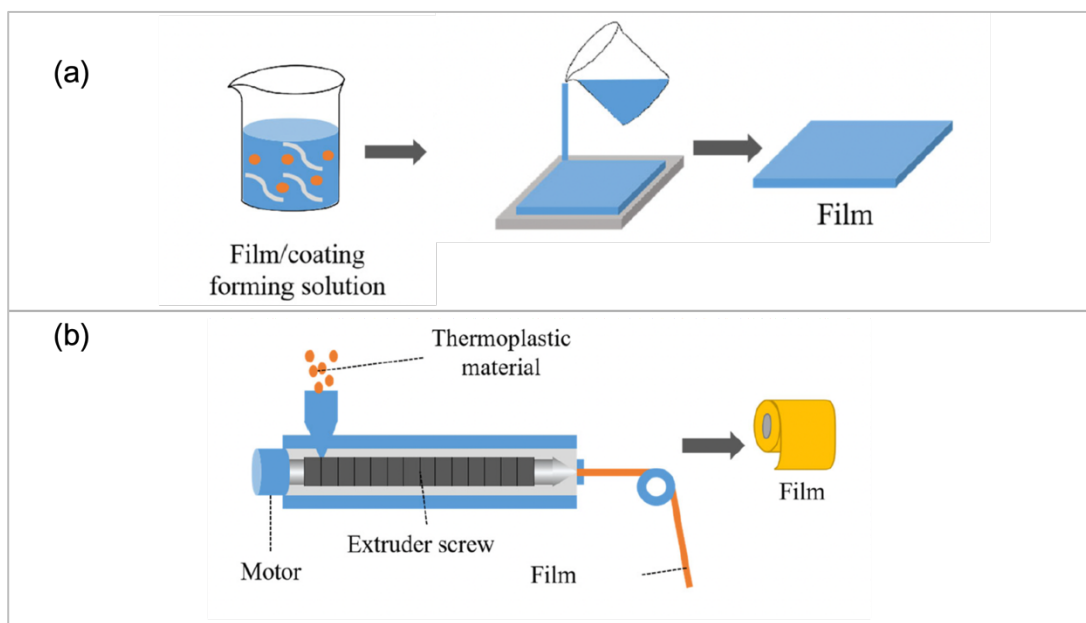 (a)
Film/coating
forming solution
Film
(b)
Thermoplastic
material
Extruder screw
Motor
Film
Film